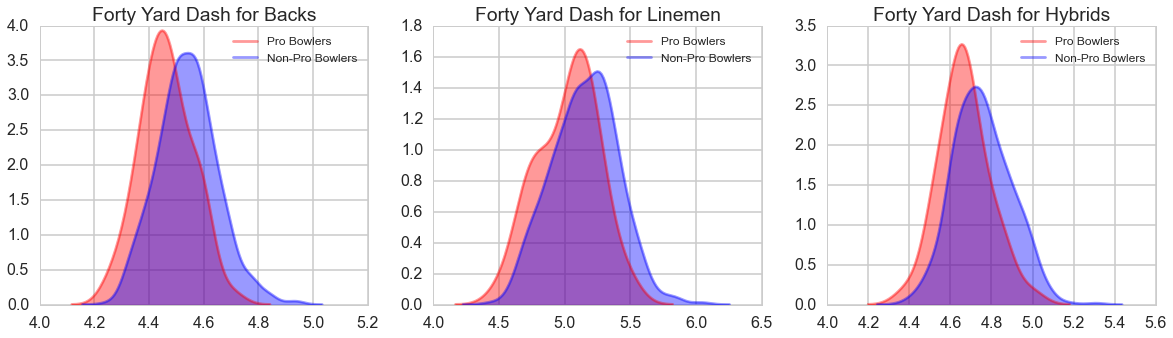 Forty Yard Dash for Backs
4.0
3.5
3.0
2.5
2.0
1.5
1.0
0.5
0.0
4.0 4.2 4.4 4.6 4.8 5.0 5.2
Pro Bowlers
Non-Pro Bowlers
Forty Yard Dash for Linemen
1.8
1.6
1.4
1.2
1.0
0.8
0.6
0.4
0.2
0.0
4.0 4.5 5.0 5.5 6.0 6.5
Pro Bowlers
Non-Pro Bowlers
Forty Yard Dash for Hybrids
3.5
3.0
2.5
2.0
1.5
1.0
0.5
0.0
4.0 4.2 4.4 4.6 4.8 5.0 5.2 5.4 5.6
Pro Bowlers
Non-Pro Bowlers